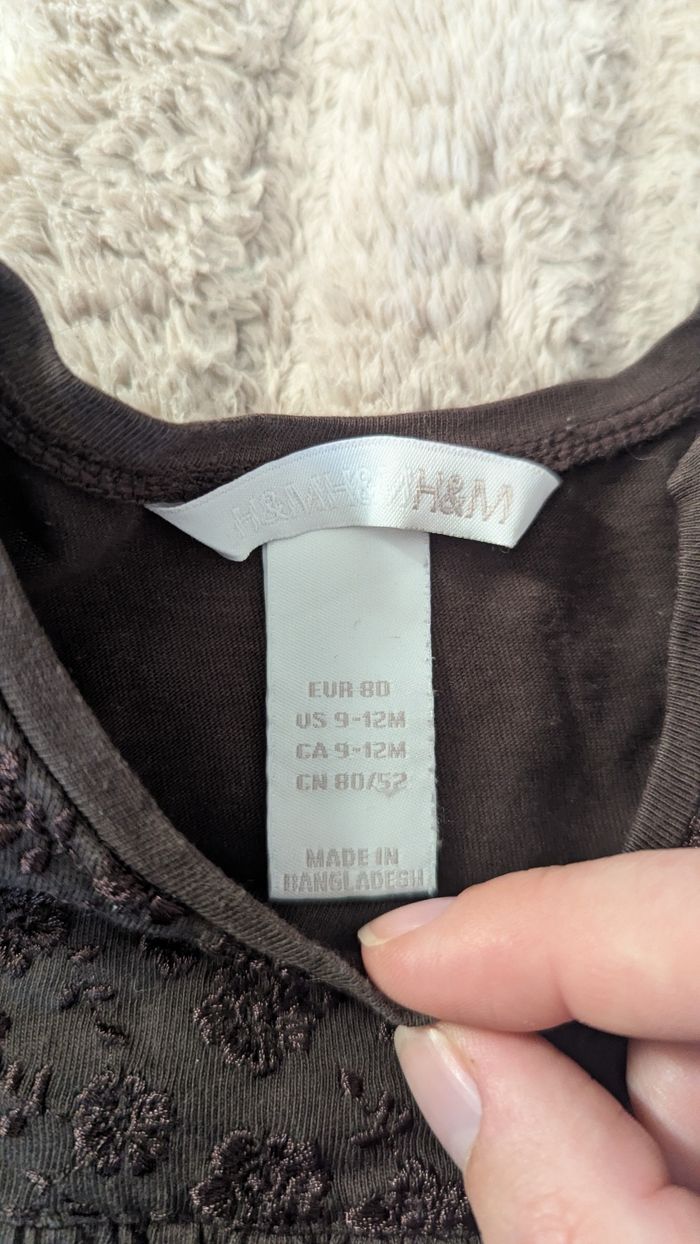 H&M H&M H&M
EUR 80
US 9-12M
CA 9-12M
CN 80/52
MADE IN
BANGLADESH